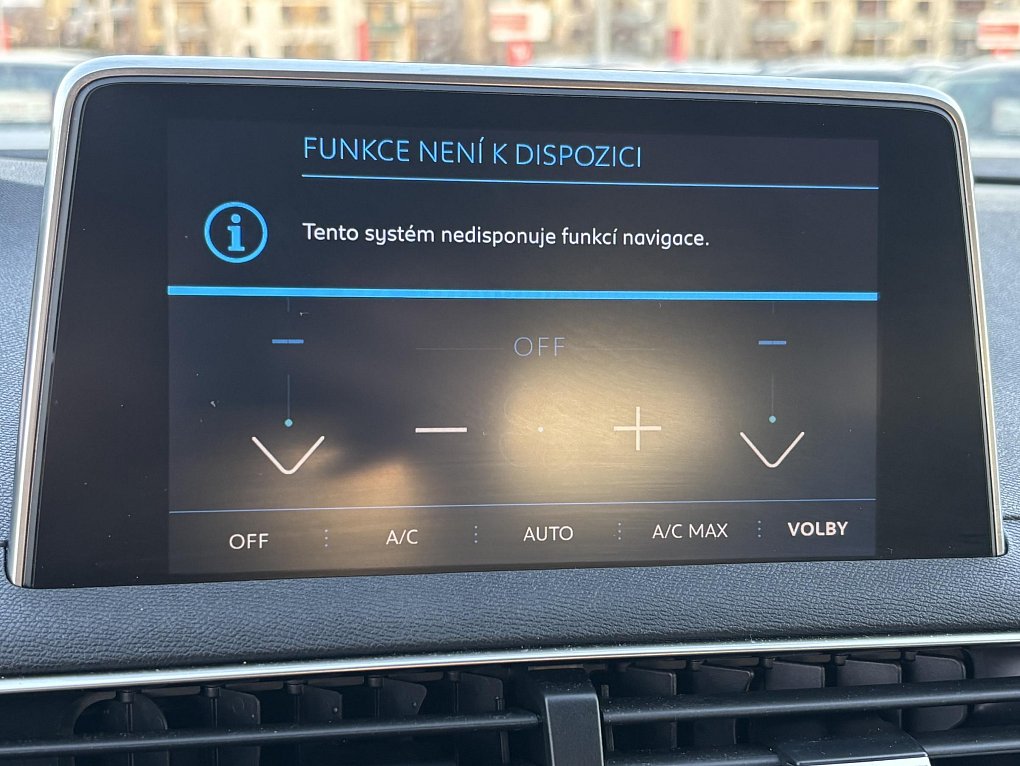 FUNKCE NENÍ K DISPOZICI
Tento systém nedisponuje funkcí navigace.
OFF
OFF A/C AUTO A/C MAX VOLBY